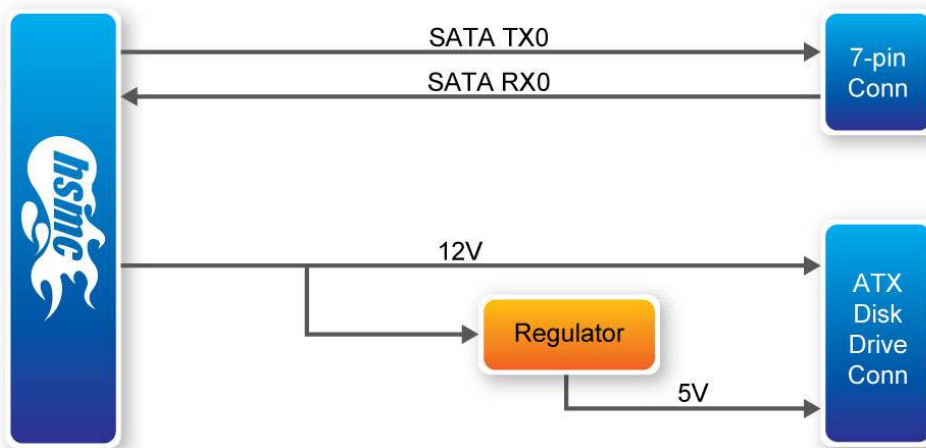 SATA TX0
SATA RX0
7-pin
Conn
hsmc
12V
Regulator
5V
ATX
Disk
Drive
Conn